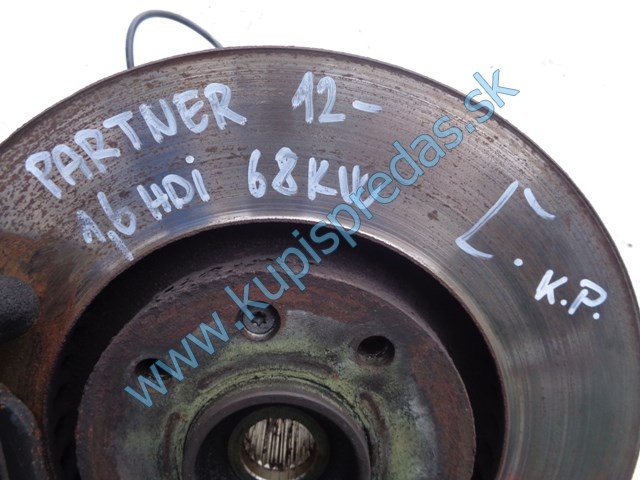 PARTNER 12-
1,6 HDi 68KW
Ľ. K.P.
www.kupispredas.sk